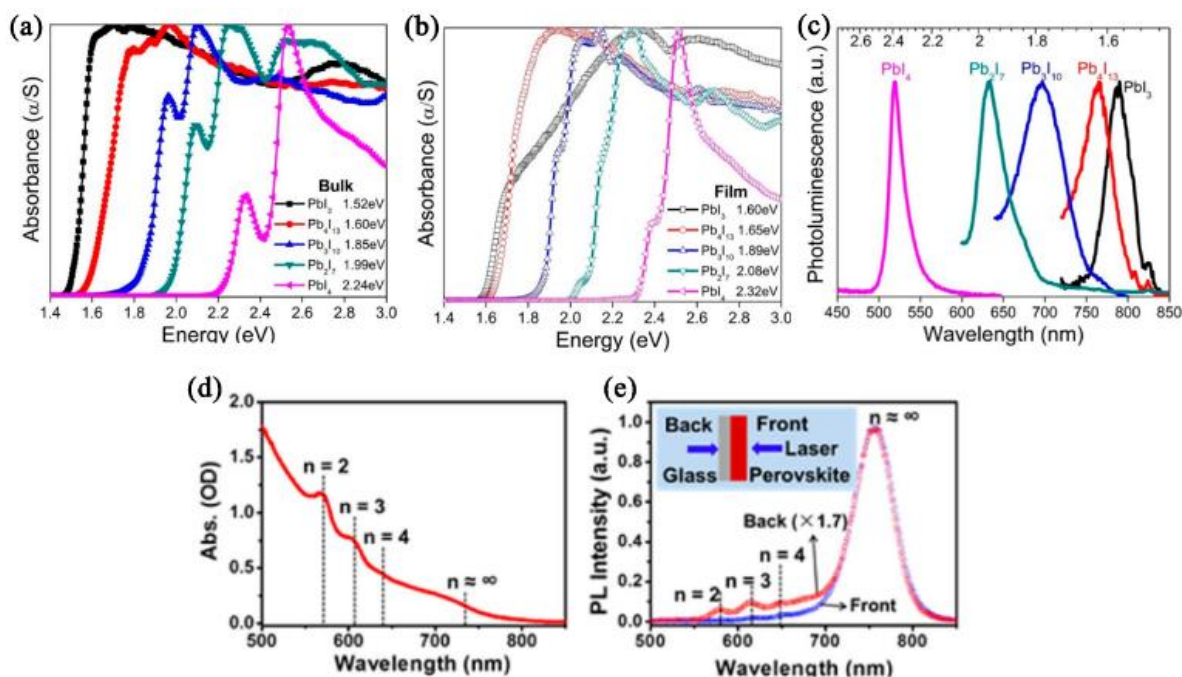 (a)
Absorbance (α/S)
Bulk
PbI₃ 1.52eV
Pb₄I₁₃ 1.60eV
Pb₃I₁₀ 1.85eV
Pb₂I₇ 1.99eV
PbI₄ 2.24eV
1.4 1.6 1.8 2.0 2.2 2.4 2.6 2.8 3.0
Energy (eV)
(b)
Absorbance (α/S)
Film
PbI₃ 1.60eV
Pb₄I₁₃ 1.65eV
Pb₃I₁₀ 1.89eV
Pb₂I₇ 2.08eV
PbI₄ 2.32eV
1.4 1.6 1.8 2.0 2.2 2.4 2.6 2.8 3.0
Energy (eV)
(c)
2.6 2.4 2.2 2 1.8 1.6
Photoluminescence (a.u.)
PbI₄
Pb₂I₇
Pb₃I₁₀
Pb₄I₁₃
PbI₃
450 500 550 600 650 700 750 800 850
Wavelength (nm)
(d)
Abs. (OD)
2.0
1.5
1.0
0.5
0.0
n = 2
n = 3
n = 4
n ≈ ∞
500 600 700 800
Wavelength (nm)
(e)
PL Intensity (a.u.)
1.0
0.8
0.6
0.4
0.2
0.0
Back Front
Laser
Glass Perovskite
n ≈ ∞
Back (×1.7)
n = 4
n = 3
n = 2
Front
500 600 700 800
Wavelength (nm)